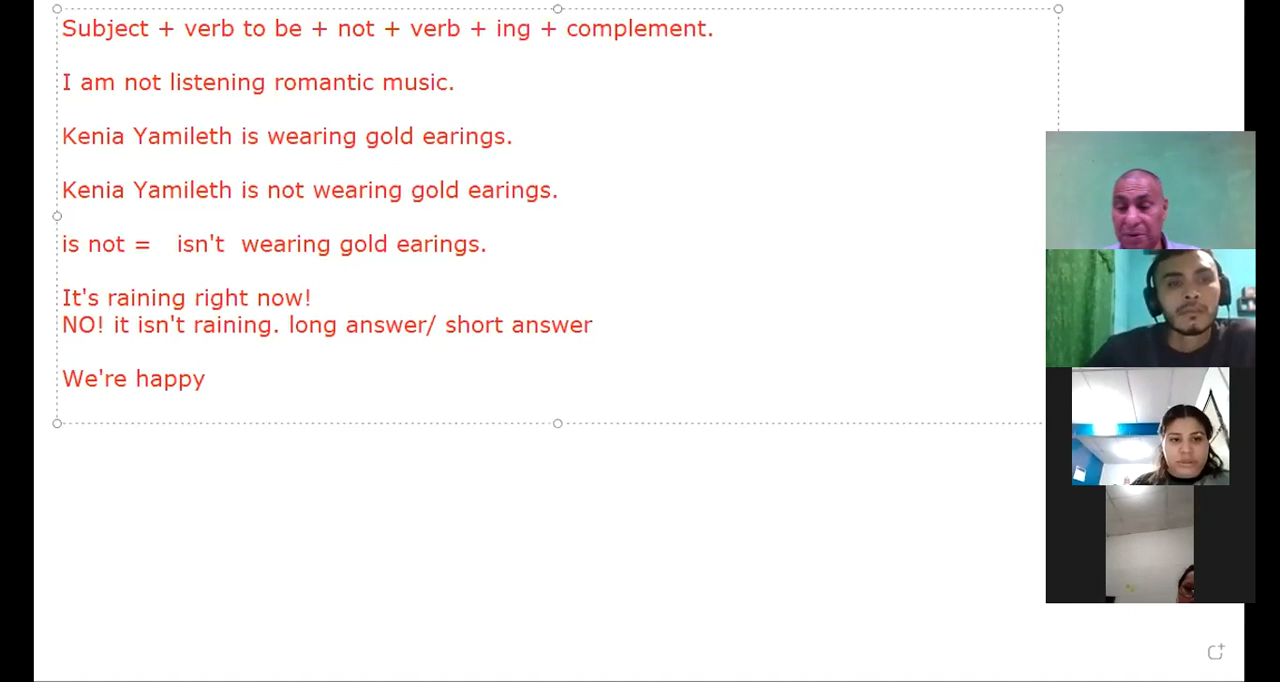 Subject + verb to be + not + verb + ing + complement.
I am not listening romantic music.
Kenia Yamileth is wearing gold earings.
Kenia Yamileth is not wearing gold earings.
is not = isn't wearing gold earings.
It's raining right now!
NO! it isn't raining. long answer/ short answer
We're happy